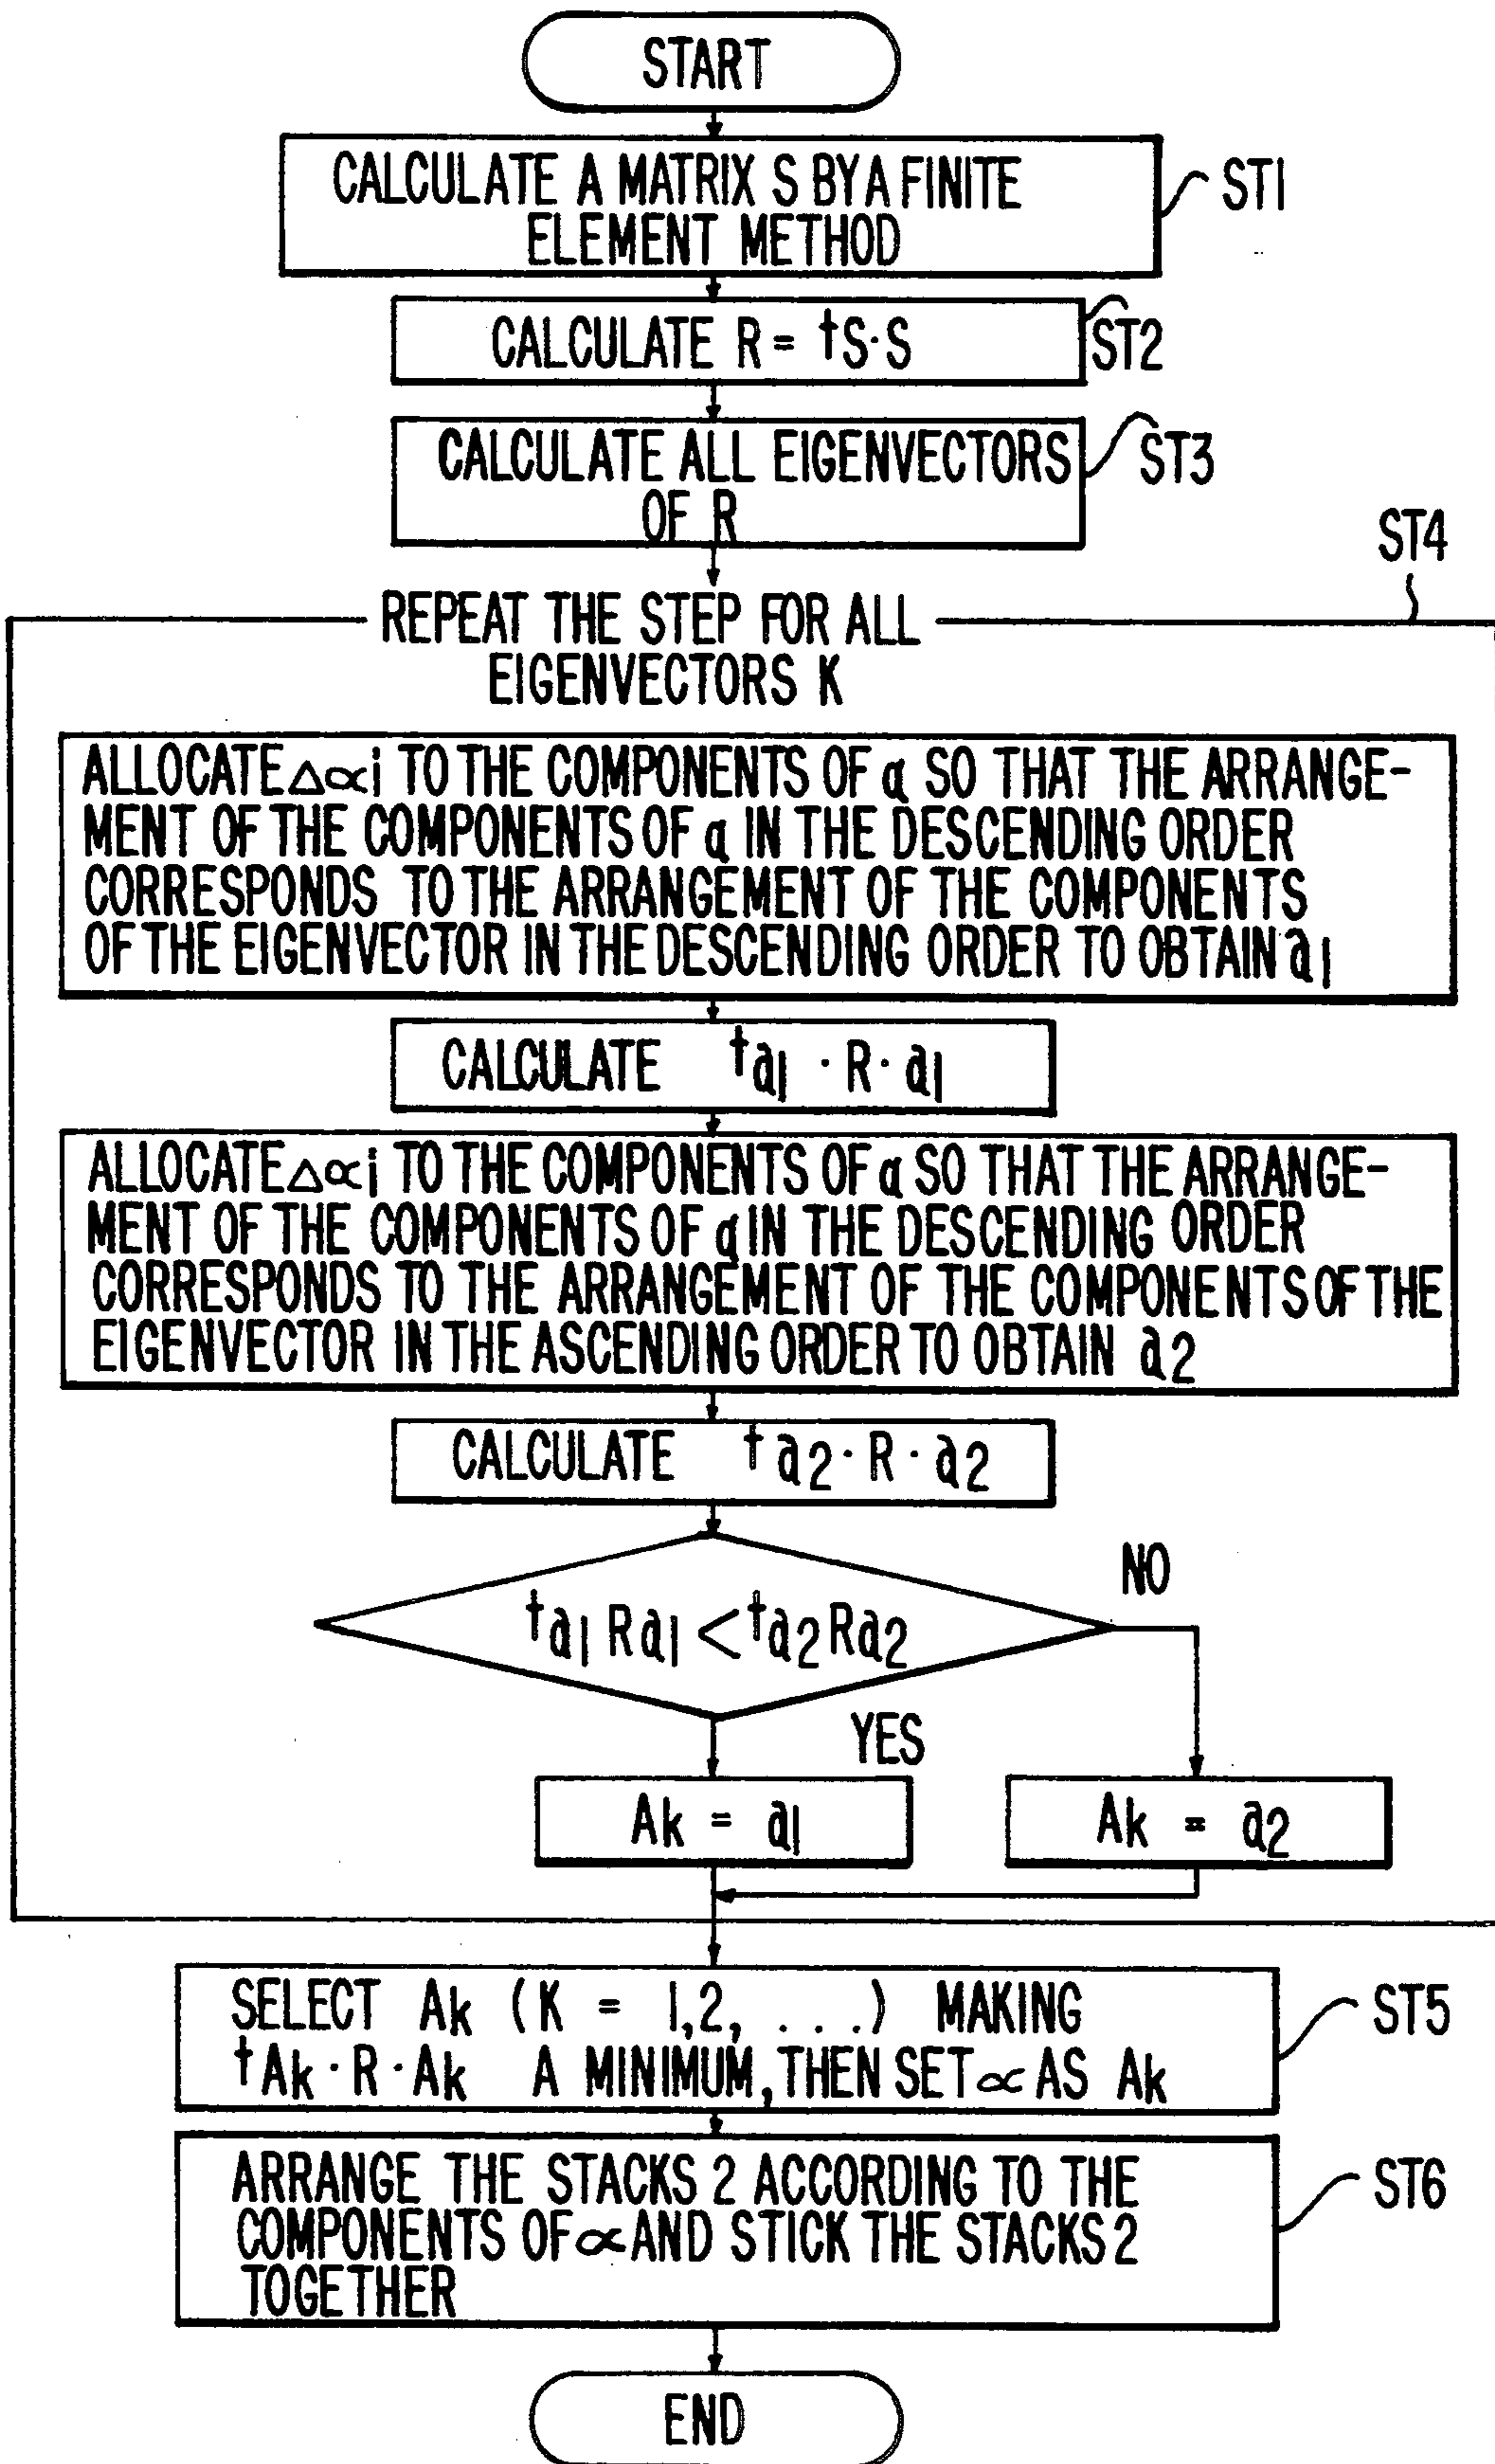 START
CALCULATE A MATRIX S BY A FINITE
ELEMENT METHOD
ST1
CALCULATE R = tS·S
ST2
CALCULATE ALL EIGENVECTORS
OF R
ST3
ST4
REPEAT THE STEP FOR ALL
EIGENVECTORS K
ALLOCATE △∝i TO THE COMPONENTS OF a SO THAT THE ARRANGE-
MENT OF THE COMPONENTS OF a IN THE DESCENDING ORDER
CORRESPONDS TO THE ARRANGEMENT OF THE COMPONENTS
OF THE EIGENVECTOR IN THE DESCENDING ORDER TO OBTAIN a1
CALCULATE ta1 · R · a1
ALLOCATE △∝i TO THE COMPONENTS OF a SO THAT THE ARRANGE-
MENT OF THE COMPONENTS OF a IN THE DESCENDING ORDER
CORRESPONDS TO THE ARRANGEMENT OF THE COMPONENTS OF THE
EIGENVECTOR IN THE ASCENDING ORDER TO OBTAIN a2
CALCULATE ta2 · R · a2
NO
ta1 Ra1 < ta2 Ra2
YES
Ak = a1
Ak = a2
SELECT Ak (K = 1,2, ...) MAKING
tAk · R · Ak A MINIMUM, THEN SET ∝ AS Ak
ST5
ARRANGE THE STACKS 2 ACCORDING TO THE
COMPONENTS OF ∝ AND STICK THE STACKS 2
TOGETHER
ST6
END